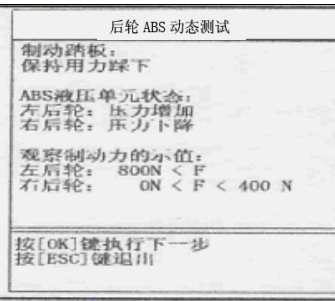 后轮 ABS 动态测试
制动踏板：
保持用力踩下
ABS液压单元状态：
左后轮： 压力增加
右后轮： 压力下降
观察制动力的示值：
左后轮： 800N < F
右后轮： 0N < F < 400 N
按[OK]键执行下一步
按[ESC]键退出